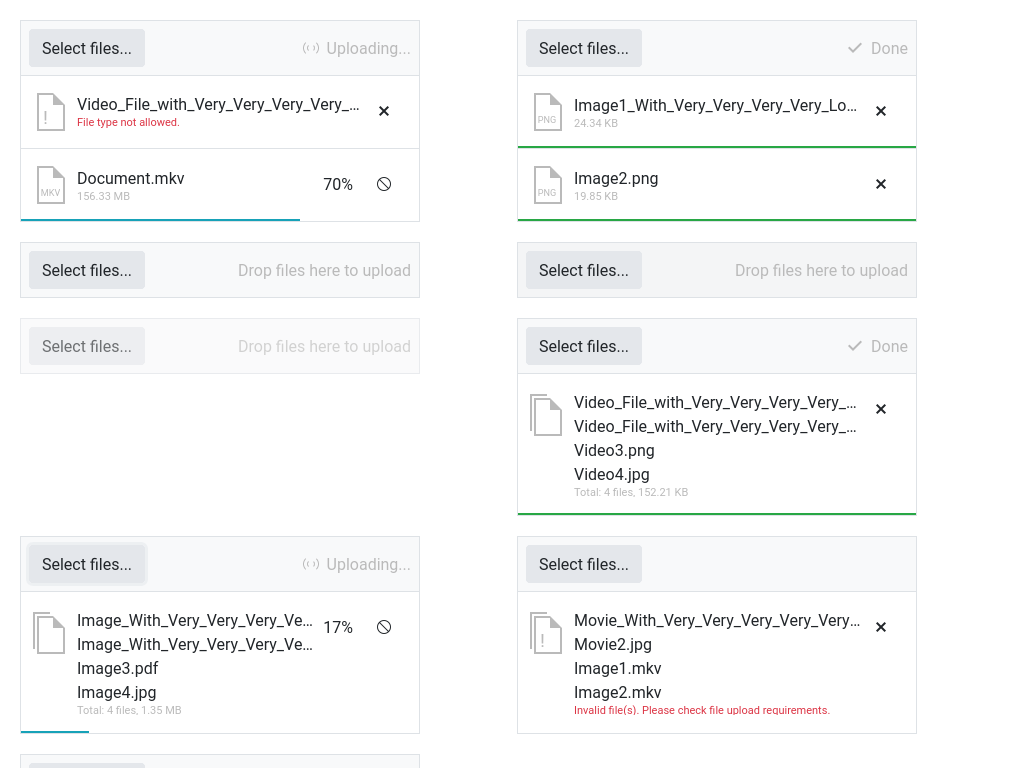 Select files...
Uploading...
Video_File_with_Very_Very_Very_Very_…
File type not allowed.
MKV
Document.mkv
156.33 MB
70%
Select files...
Done
PNG
Image1_With_Very_Very_Very_Very_Lo…
24.34 KB
PNG
Image2.png
19.85 KB
Select files...
Drop files here to upload
Select files...
Drop files here to upload
Select files...
Drop files here to upload
Select files...
Done
Video_File_with_Very_Very_Very_Very_…
Video_File_with_Very_Very_Very_Very_…
Video3.png
Video4.jpg
Total: 4 files, 152.21 KB
Select files...
Uploading...
Image_With_Very_Very_Very_Ve…
17%
Image_With_Very_Very_Very_Ve…
Image3.pdf
Image4.jpg
Total: 4 files, 1.35 MB
Select files...
Movie_With_Very_Very_Very_Very_Very…
Movie2.jpg
Image1.mkv
Image2.mkv
Invalid file(s). Please check file upload requirements.